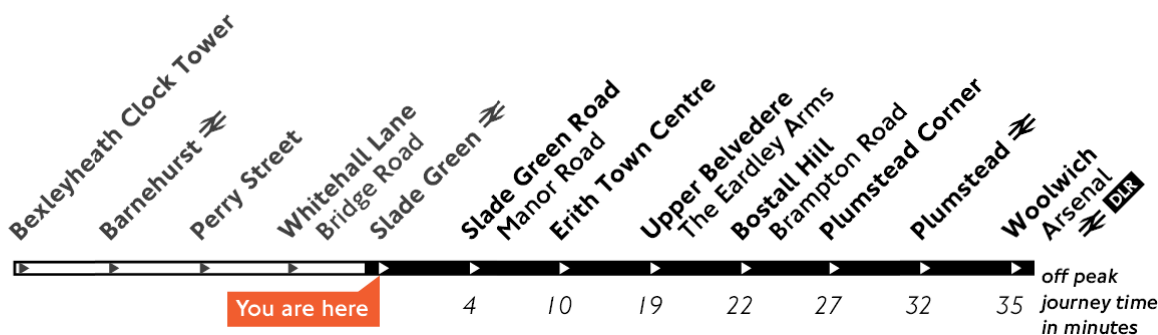 Bexleyheath Clock Tower
Barnehurst
Perry Street
Whitehall Lane
Bridge Road
Slade Green
Slade Green Road
Manor Road
Erith Town Centre
Upper Belvedere
The Eardley Arms
Bostall Hill
Brampton Road
Plumstead Corner
Plumstead
Woolwich
Arsenal
DLR
You are here
4 10 19 22 27 32 35
off peak
journey time
in minutes